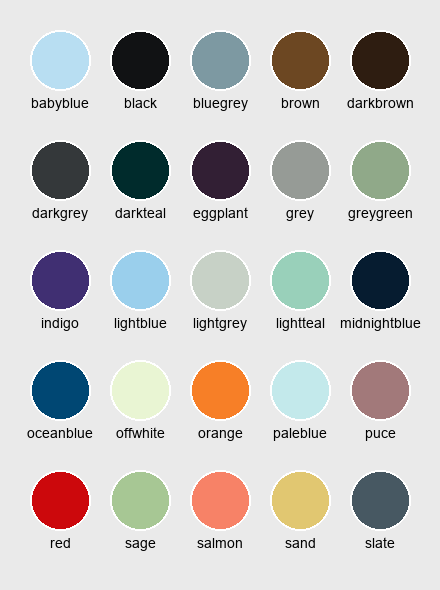 babyblue black bluegrey brown darkbrown
darkgrey darkteal eggplant grey greygreen
indigo lightblue lightgrey lightteal midnightblue
oceanblue offwhite orange paleblue puce
red sage salmon sand slate